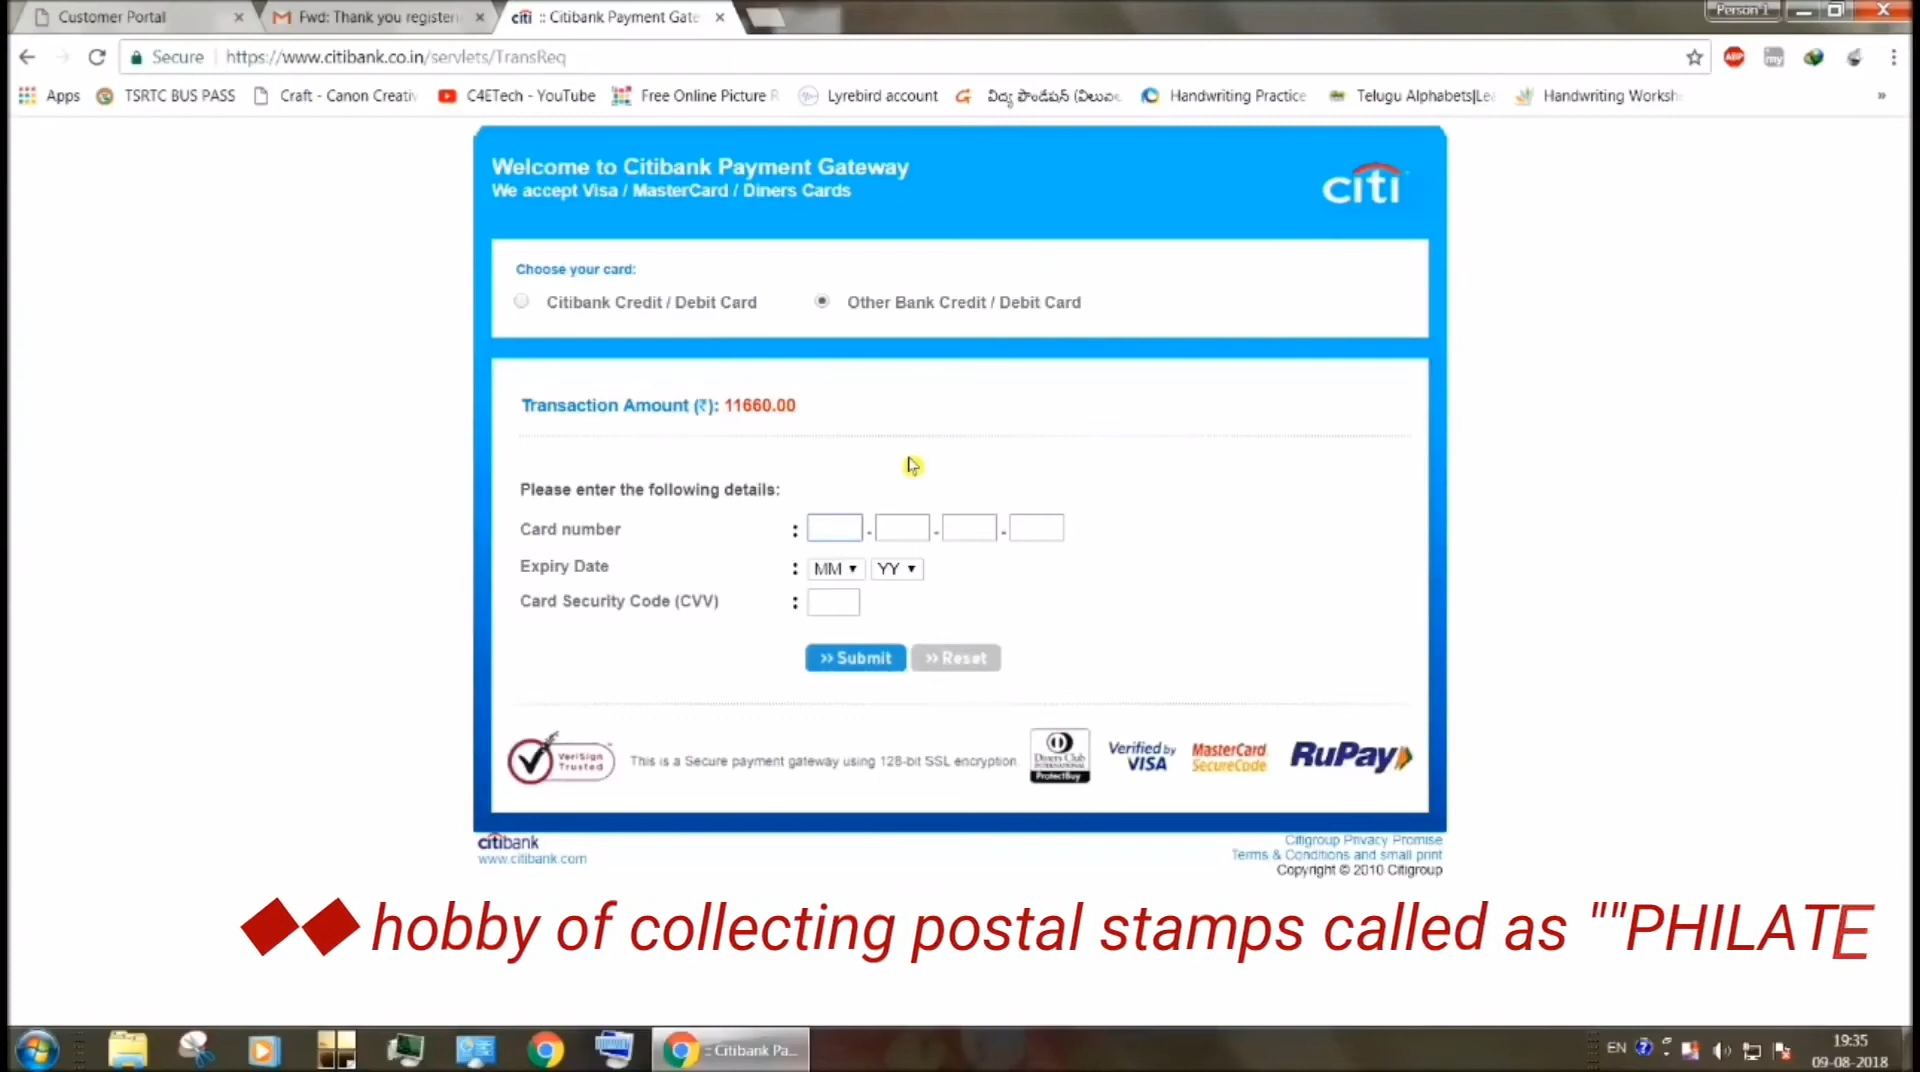 Customer Portal
Fwd: Thank you register
citi :: Citibank Payment Gate
Person 1
Secure
https://www.citibank.co.in/servlets/TransReq
ABP
my
Apps
TSRTC BUS PASS
Craft - Canon Creativ
C4ETech - YouTube
Free Online Picture R
Lyrebird account
విద్య ఫౌండేషన్ (విలువ
Handwriting Practice
Telugu Alphabets|Lea
Handwriting Worksh
»
Welcome to Citibank Payment Gateway
We accept Visa / MasterCard / Diners Cards
citi
Choose your card:
Citibank Credit / Debit Card
Other Bank Credit / Debit Card
Transaction Amount (₹): 11660.00
Please enter the following details:
Card number : - - -
Expiry Date : MM YY
Card Security Code (CVV) :
» Submit
» Reset
VeriSign Trusted
This is a Secure payment gateway using 128-bit SSL encryption.
Diners Club INTERNATIONAL ProtectBuy
Verified by VISA
MasterCard SecureCode
RuPay
citibank
www.citibank.com
Citigroup Privacy Promise
Terms & Conditions and small print
Copyright © 2010 Citigroup
hobby of collecting postal stamps called as ""PHILATE
:: Citibank Pa...
EN
19:35
09-08-2018